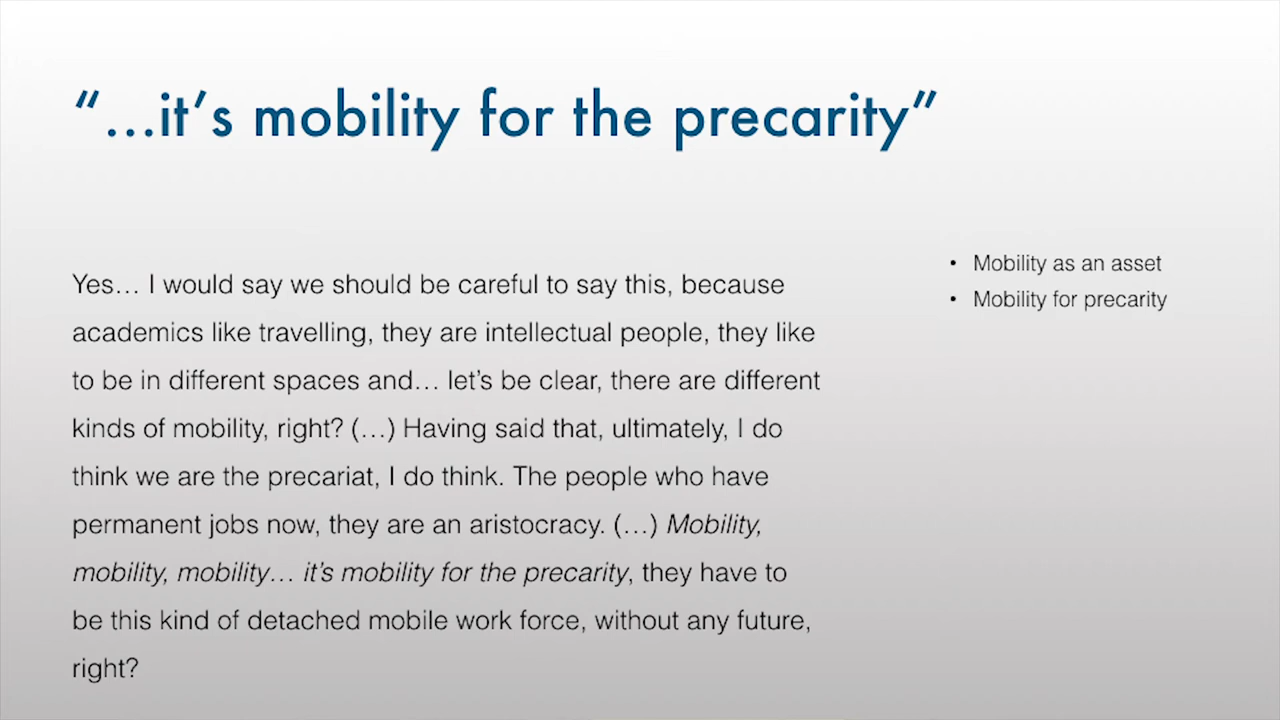 “…it’s mobility for the precarity”
Yes… I would say we should be careful to say this, because
academics like travelling, they are intellectual people, they like
to be in different spaces and… let’s be clear, there are different
kinds of mobility, right? (…) Having said that, ultimately, I do
think we are the precariat, I do think. The people who have
permanent jobs now, they are an aristocracy. (…) Mobility,
mobility, mobility… it’s mobility for the precarity, they have to
be this kind of detached mobile work force, without any future,
right?
• Mobility as an asset
• Mobility for precarity